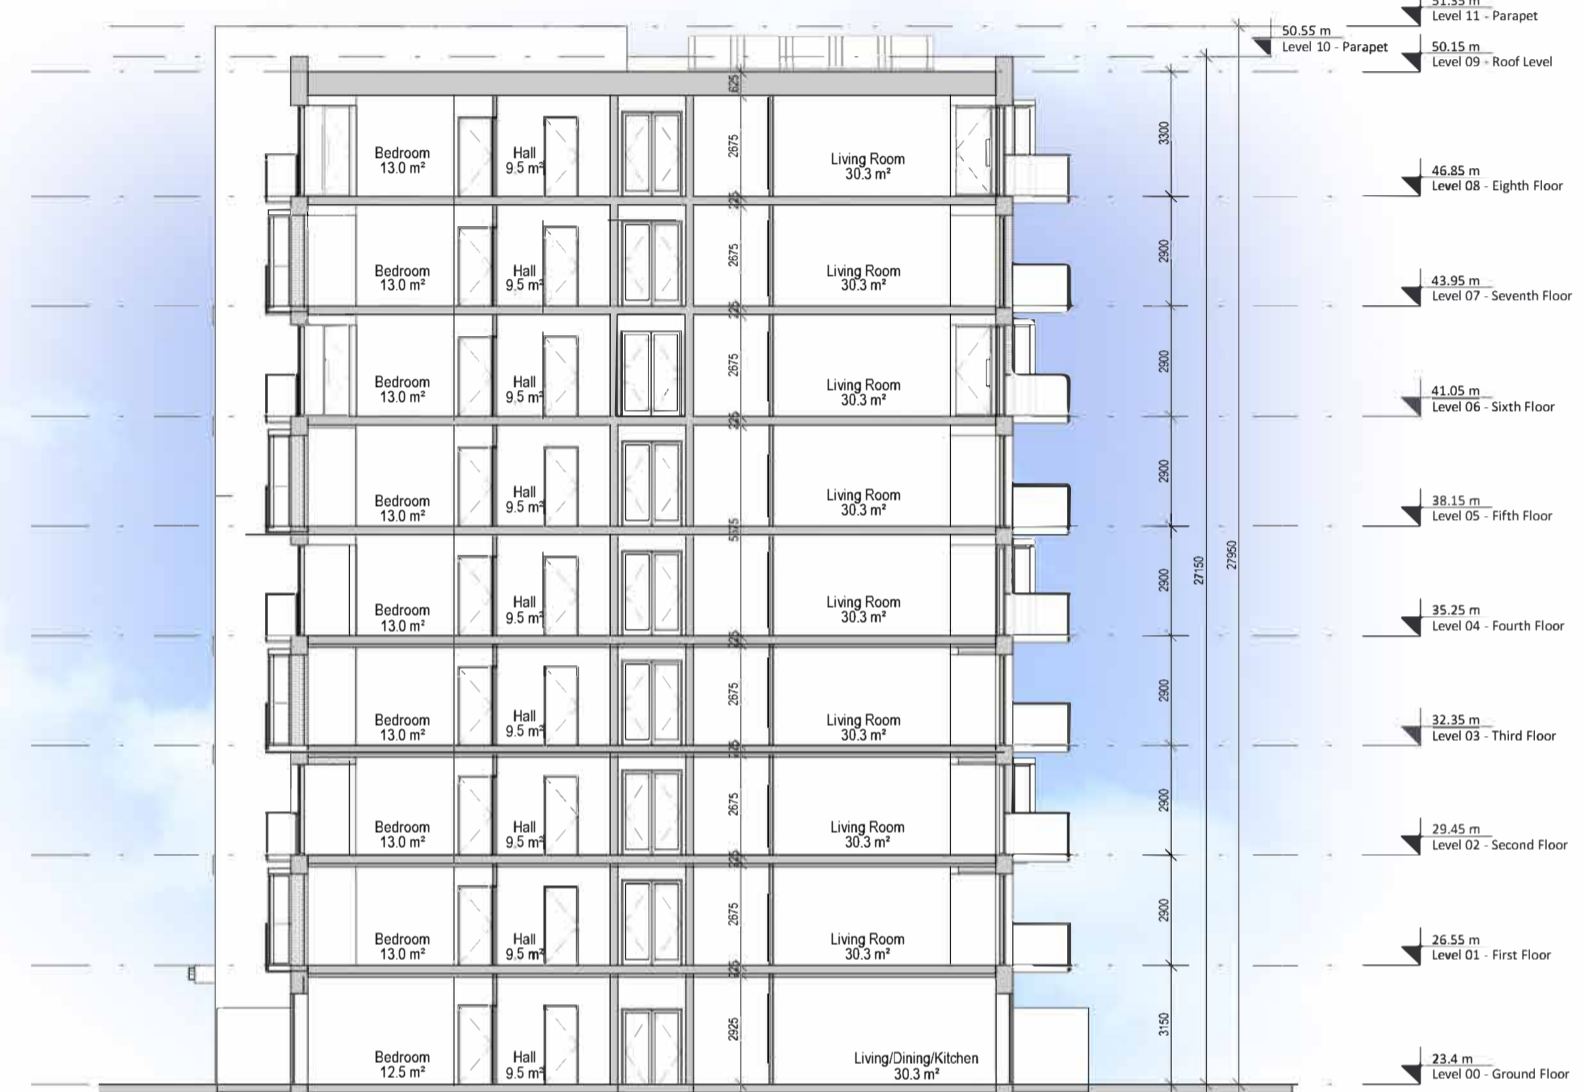 51.35 m
Level 11 - Parapet
50.55 m
Level 10 - Parapet
50.15 m
Level 09 - Roof Level
625
3300
2675
Bedroom
13.0 m²
Hall
9.5 m²
Living Room
30.3 m²
46.85 m
Level 08 - Eighth Floor
225
2900
2675
Bedroom
13.0 m²
Hall
9.5 m²
Living Room
30.3 m²
43.95 m
Level 07 - Seventh Floor
225
2900
2675
Bedroom
13.0 m²
Hall
9.5 m²
Living Room
30.3 m²
41.05 m
Level 06 - Sixth Floor
225
2900
Bedroom
13.0 m²
Hall
9.5 m²
Living Room
30.3 m²
38.15 m
Level 05 - Fifth Floor
5575
2900
27150
27950
Bedroom
13.0 m²
Hall
9.5 m²
Living Room
30.3 m²
35.25 m
Level 04 - Fourth Floor
225
2900
2675
Bedroom
13.0 m²
Hall
9.5 m²
Living Room
30.3 m²
32.35 m
Level 03 - Third Floor
225
2900
2675
Bedroom
13.0 m²
Hall
9.5 m²
Living Room
30.3 m²
29.45 m
Level 02 - Second Floor
225
2900
2675
Bedroom
13.0 m²
Hall
9.5 m²
Living Room
30.3 m²
26.55 m
Level 01 - First Floor
225
3150
2925
Bedroom
12.5 m²
Hall
9.5 m²
Living/Dining/Kitchen
30.3 m²
23.4 m
Level 00 - Ground Floor